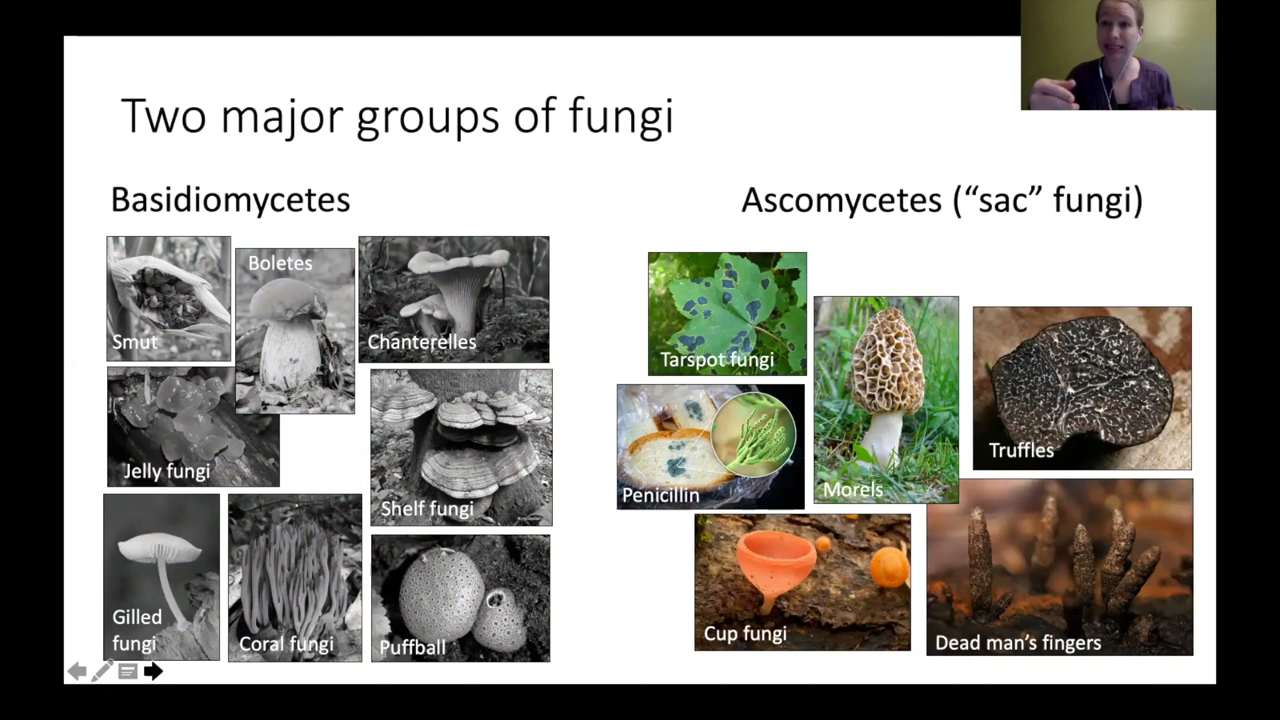 Two major groups of fungi
Basidiomycetes
Ascomycetes (“sac” fungi)
Smut
Boletes
Chanterelles
Jelly fungi
Shelf fungi
Gilled
fungi
Coral fungi
Puffball
Tarspot fungi
Morels
Truffles
Penicillin
Cup fungi
Dead man’s fingers